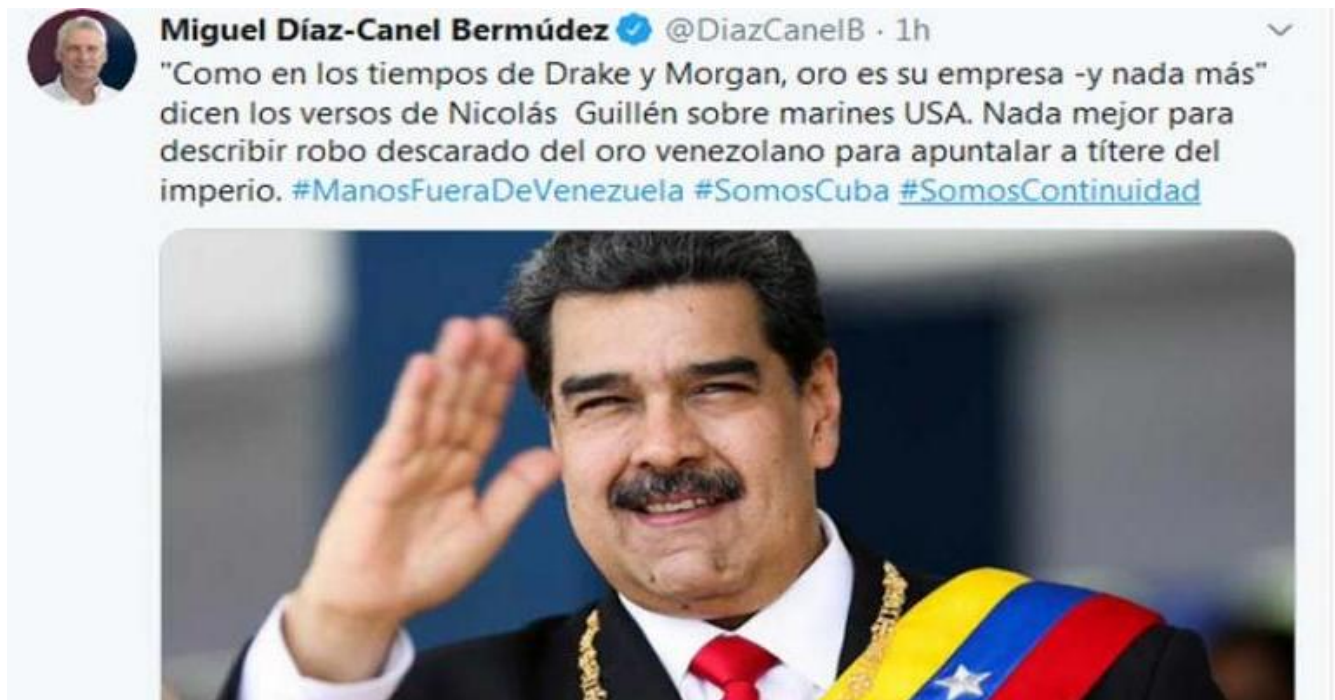 Miguel Díaz-Canel Bermúdez @DiazCanelB · 1h
"Como en los tiempos de Drake y Morgan, oro es su empresa -y nada más"
dicen los versos de Nicolás  Guillén sobre marines USA. Nada mejor para
describir robo descarado del oro venezolano para apuntalar a títere del
imperio. #ManosFueraDeVenezuela #SomosCuba #SomosContinuidad